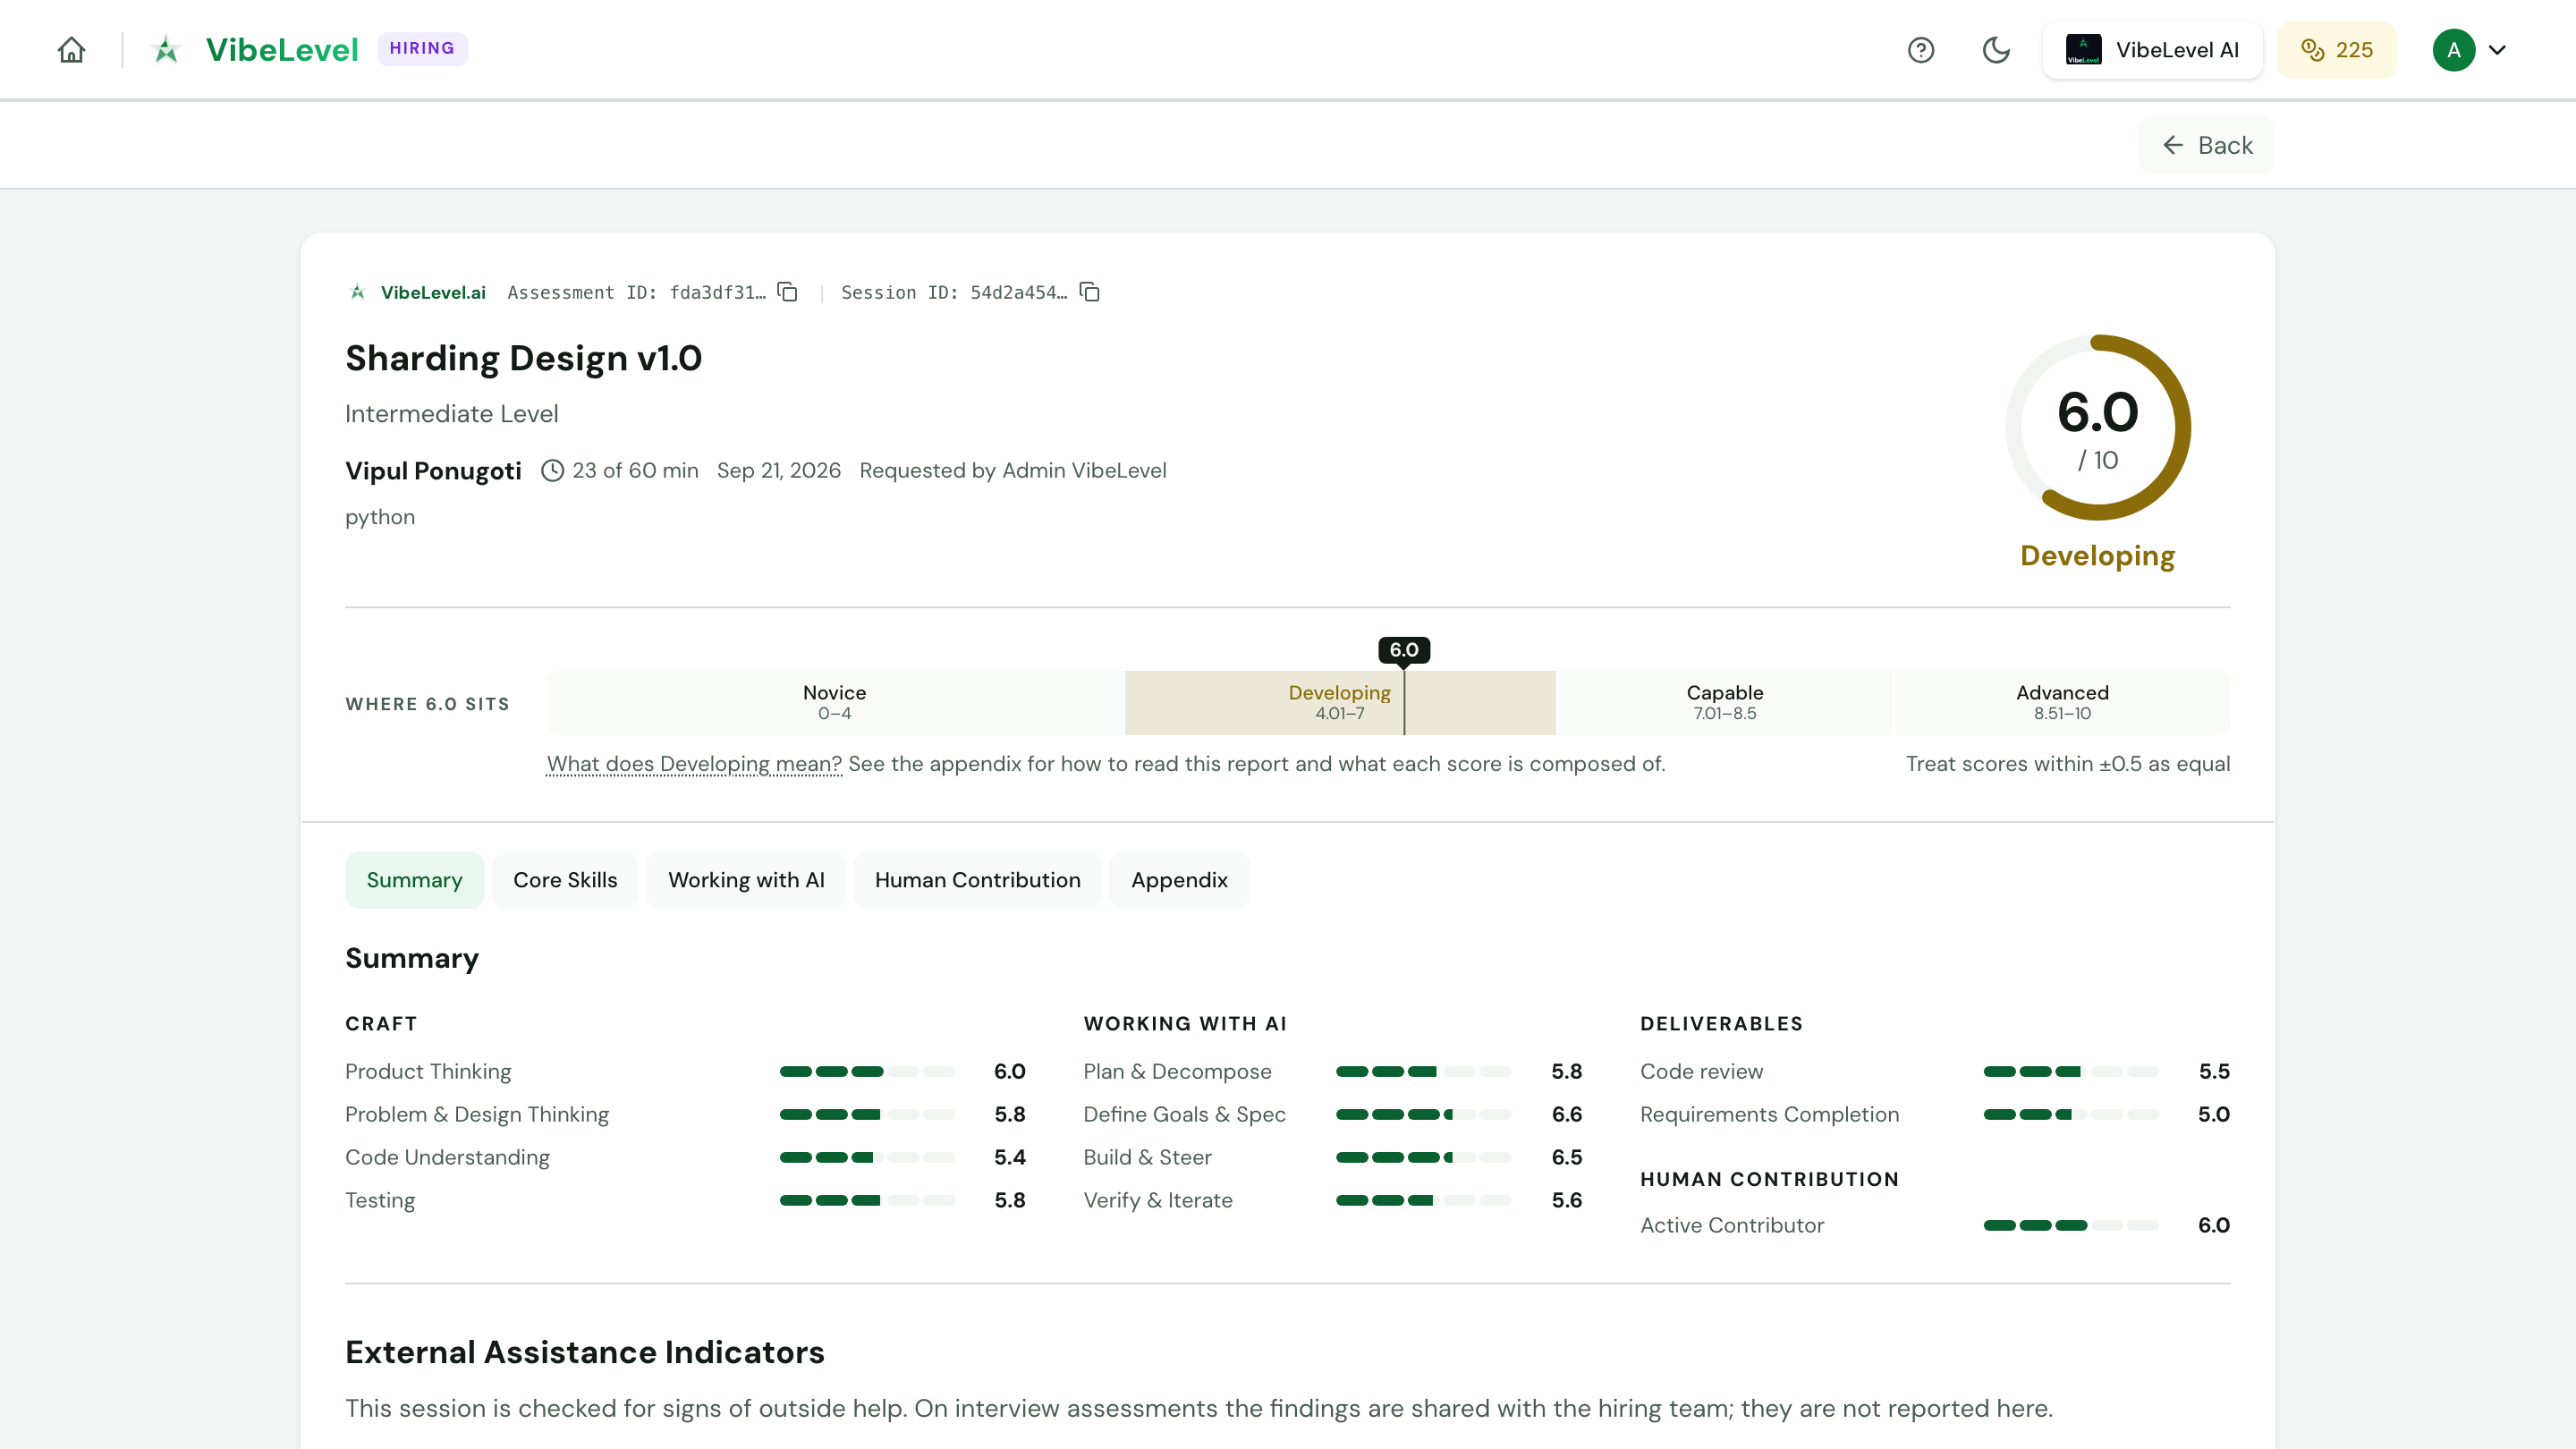 VibeLevel HIRING
VibeLevel
VibeLevel AI
225
A
Back
VibeLevel.ai Assessment ID: fda3df31… | Session ID: 54d2a454…
Sharding Design v1.0
Intermediate Level
Vipul Ponugoti 23 of 60 min Sep 21, 2026 Requested by Admin VibeLevel
python
6.0
/ 10
Developing
6.0
WHERE 6.0 SITS
Novice
0–4
Developing
4.01–7
Capable
7.01–8.5
Advanced
8.51–10
What does Developing mean? See the appendix for how to read this report and what each score is composed of.
Treat scores within ±0.5 as equal
Summary
Core Skills
Working with AI
Human Contribution
Appendix
Summary
CRAFT
Product Thinking 6.0
Problem & Design Thinking 5.8
Code Understanding 5.4
Testing 5.8
WORKING WITH AI
Plan & Decompose 5.8
Define Goals & Spec 6.6
Build & Steer 6.5
Verify & Iterate 5.6
DELIVERABLES
Code review 5.5
Requirements Completion 5.0
HUMAN CONTRIBUTION
Active Contributor 6.0
External Assistance Indicators
This session is checked for signs of outside help. On interview assessments the findings are shared with the hiring team; they are not reported here.